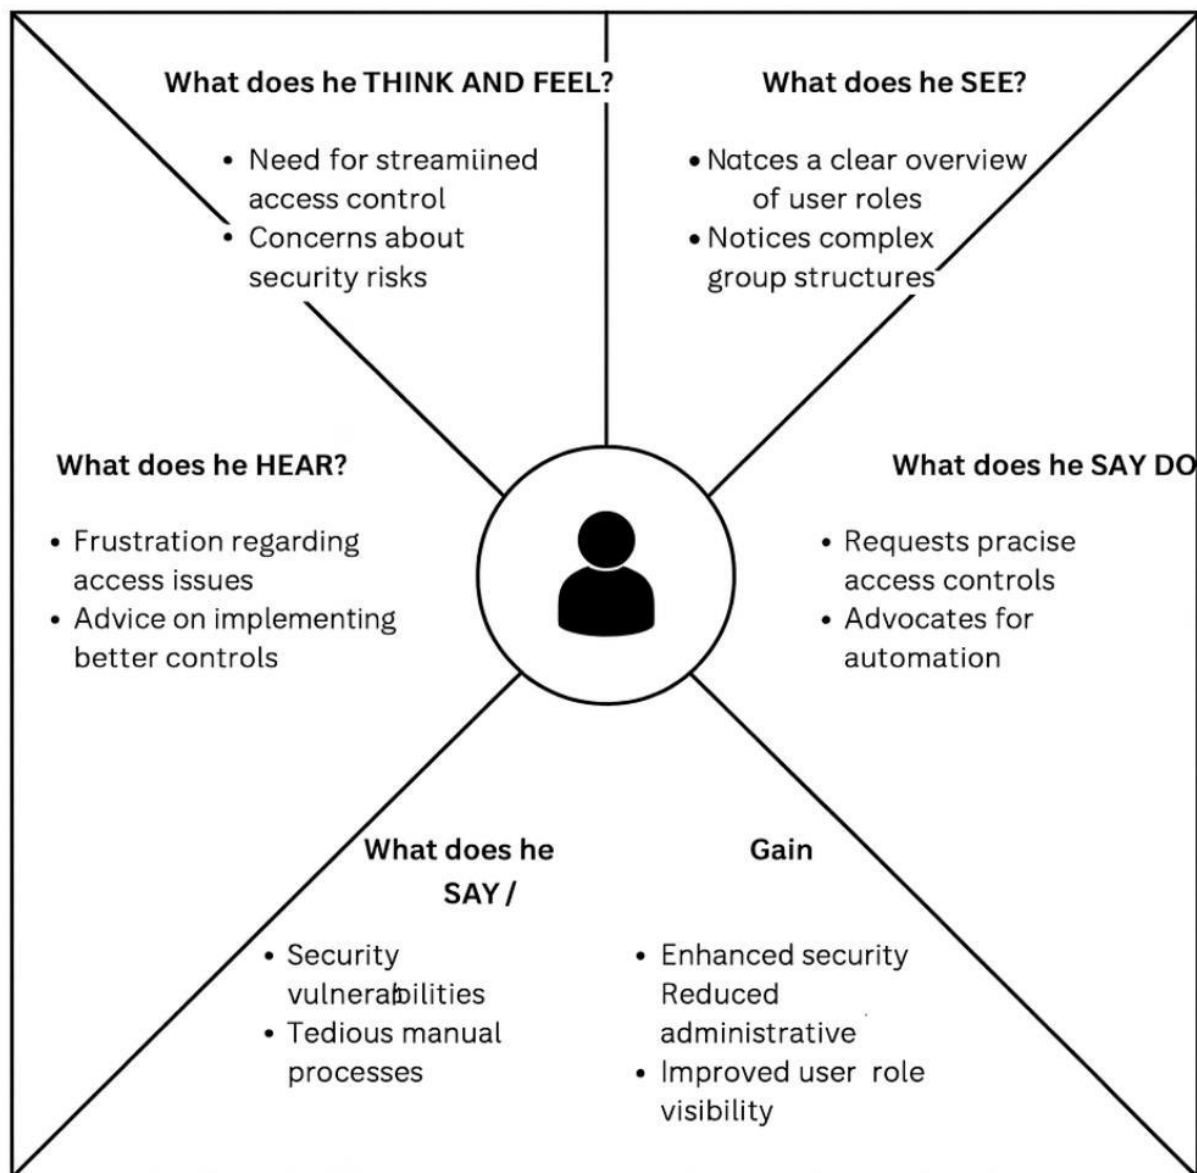 What does he THINK AND FEEL?
• Need for streamiined
access control
• Concerns about
security risks
What does he SEE?
• Natces a clear overview
of user roles
• Notices complex
group structures
What does he HEAR?
• Frustration regarding
access issues
• Advice on implementing
better controls
What does he SAY DO
• Requests pracise
access controls
• Advocates for
automation
What does he
SAY /
• Security
vulnerabbilities
• Tedious manual
processes
Gain
• Enhanced security
Reduced
administrative
• Improved user role
visibility